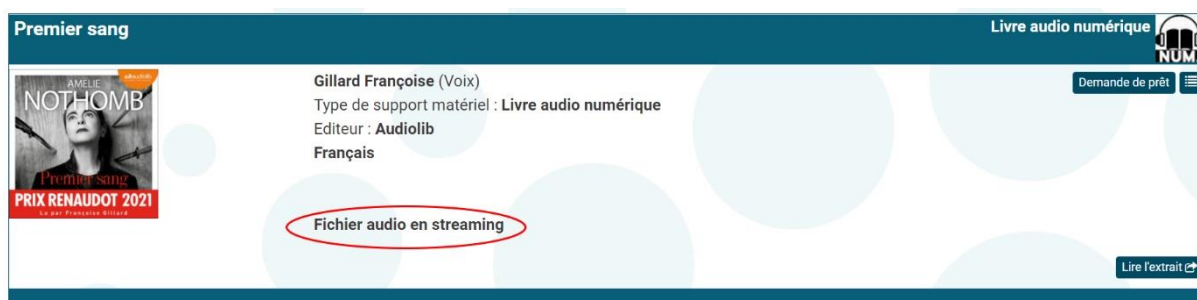 Premier sang
Livre audio numérique
NUM
audiolib
AMÉLIE
NOTHOMB
Premier sang
PRIX RENAUDOT 2021
Lu par Françoise Gillard
Gillard Françoise (Voix)
Type de support matériel : Livre audio numérique
Editeur : Audiolib
Français
Fichier audio en streaming
Demande de prêt
Lire l'extrait